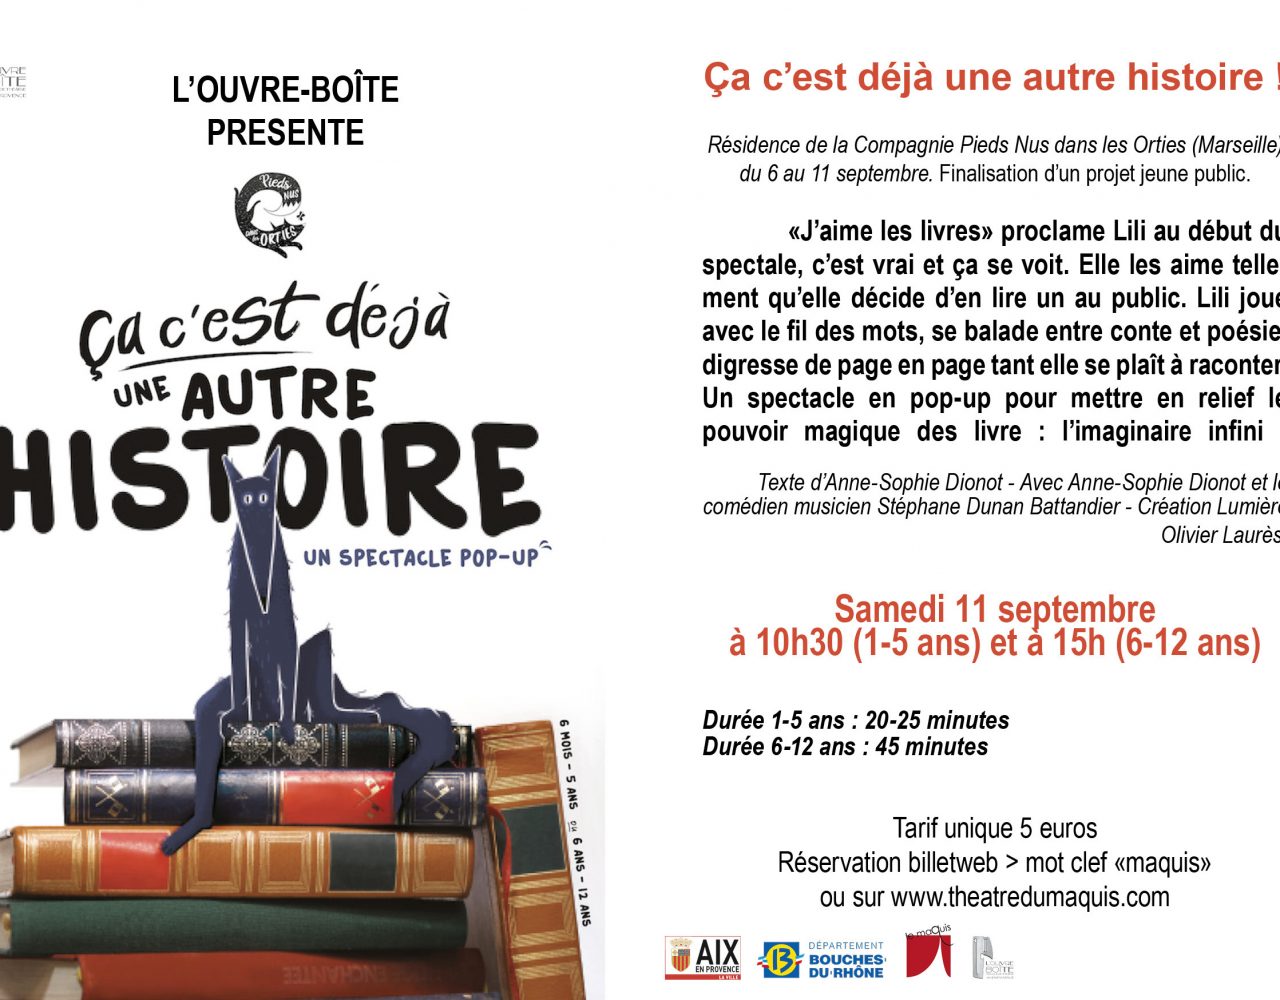 L’OUVRE-BOÎTE
PRESENTE
Pieds
NUS
dans les
ORTIES
Ça c’est déjà
UNE AUTRE
HISTOIRE
UN SPECTACLE POP-UP
6 MOIS - 5 ANS ou 6 ANS - 12 ANS
Ça c’est déjà une autre histoire !
Résidence de la Compagnie Pieds Nus dans les Orties (Marseille)
du 6 au 11 septembre. Finalisation d’un projet jeune public.
«J’aime les livres» proclame Lili au début du
spectale, c’est vrai et ça se voit. Elle les aime telle-
ment qu’elle décide d’en lire un au public. Lili joue
avec le fil des mots, se balade entre conte et poésie,
digresse de page en page tant elle se plaît à raconter.
Un spectacle en pop-up pour mettre en relief le
pouvoir magique des livre : l’imaginaire infini
Texte d’Anne-Sophie Dionot - Avec Anne-Sophie Dionot et le
comédien musicien Stéphane Dunan Battandier - Création Lumière
Olivier Laurès
Samedi 11 septembre
à 10h30 (1-5 ans) et à 15h (6-12 ans)
Durée 1-5 ans : 20-25 minutes
Durée 6-12 ans : 45 minutes
Tarif unique 5 euros
Réservation billetweb > mot clef «maquis»
ou sur www.theatredumaquis.com
AIX
EN PROVENCE
LA VILLE
13
DÉPARTEMENT
BOUCHES
DU RHÔNE
le maQuis
L'OUVRE
BOÎTE